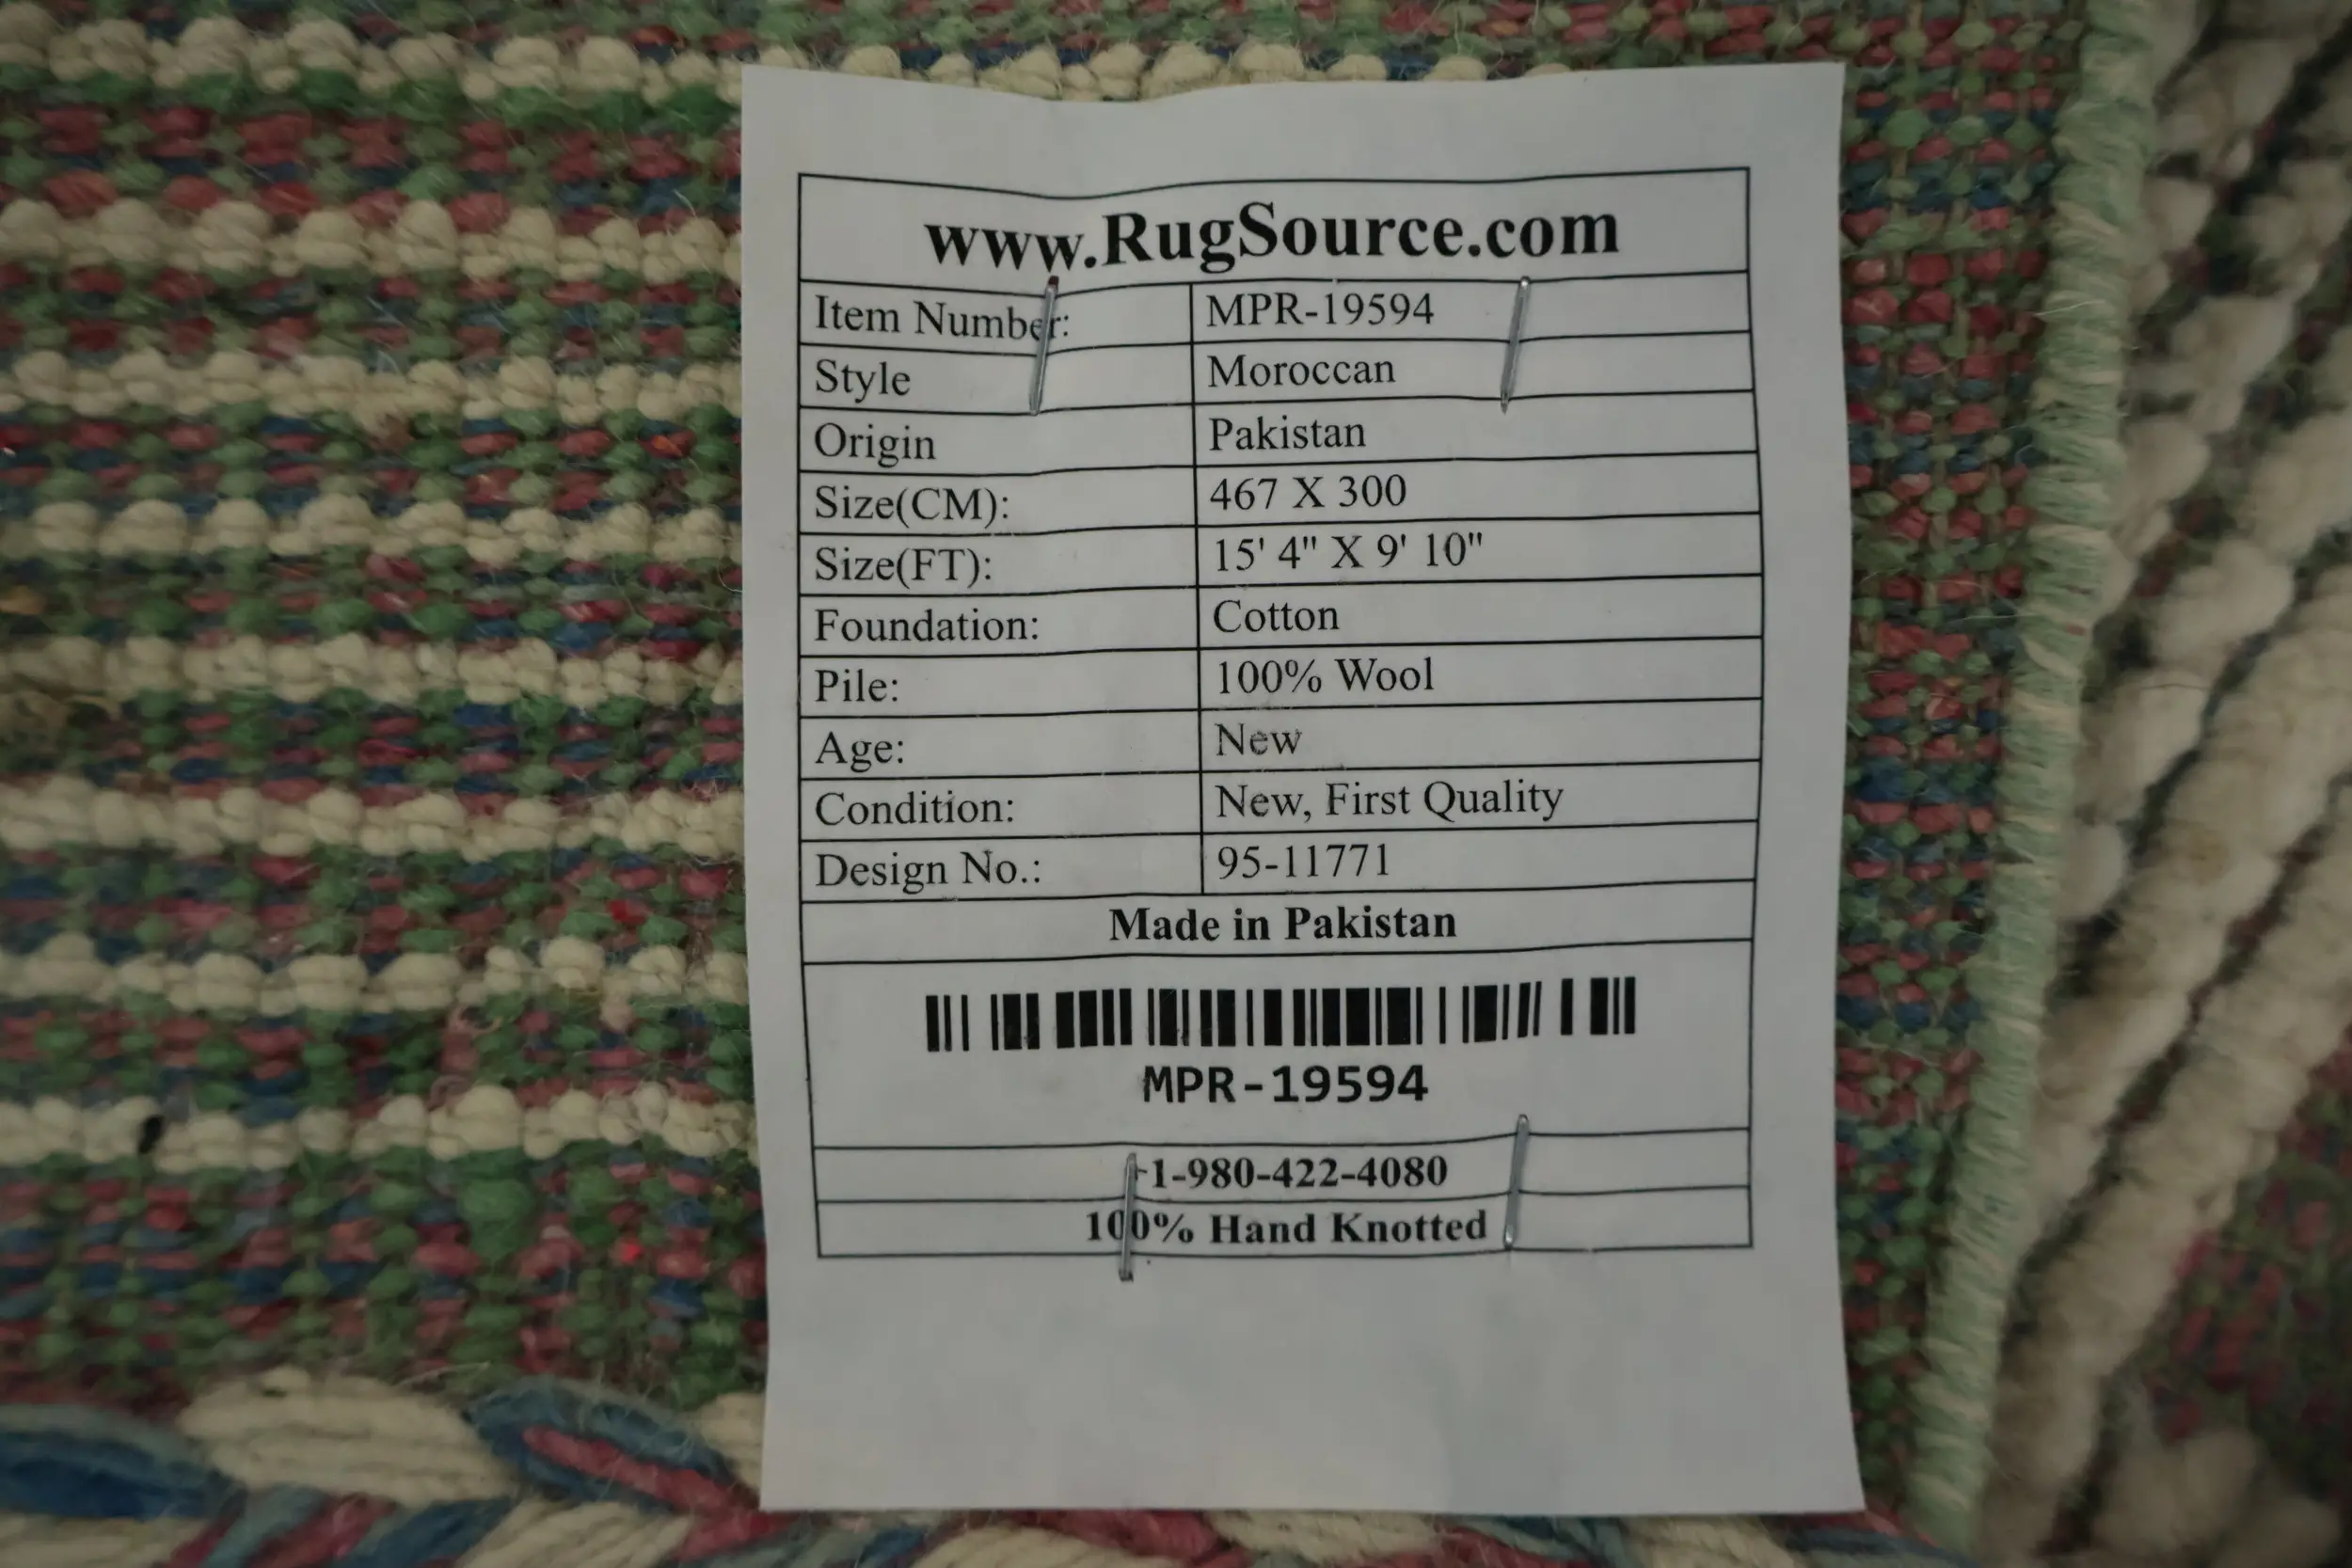 www.RugSource.com
Item Number: MPR-19594
Style Moroccan
Origin Pakistan
Size(CM): 467 X 300
Size(FT): 15' 4" X 9' 10"
Foundation: Cotton
Pile: 100% Wool
Age: New
Condition: New, First Quality
Design No.: 95-11771
Made in Pakistan
MPR-19594
+1-980-422-4080
100% Hand Knotted